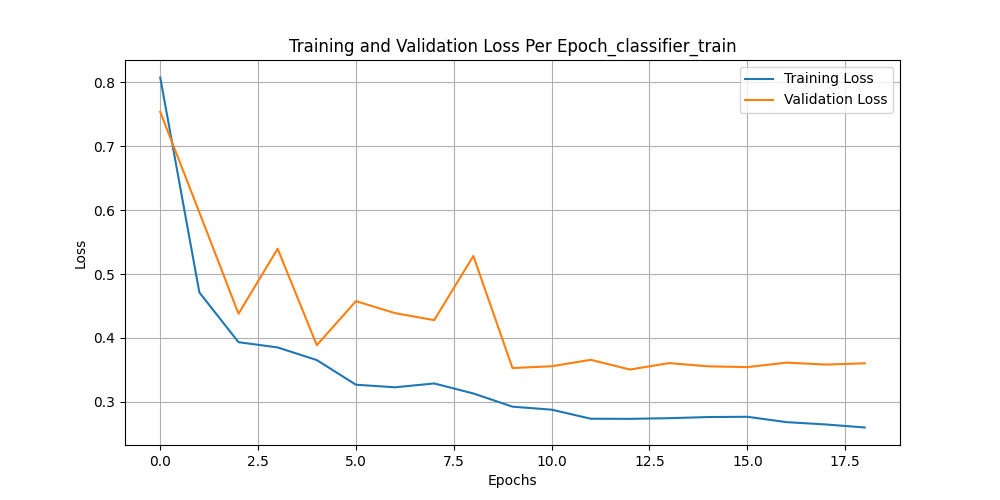 Training and Validation Loss Per Epoch_classifier_train
Training Loss
Validation Loss
0.8
0.7
0.6
0.5
0.4
0.3
Loss
0.0 2.5 5.0 7.5 10.0 12.5 15.0 17.5
Epochs